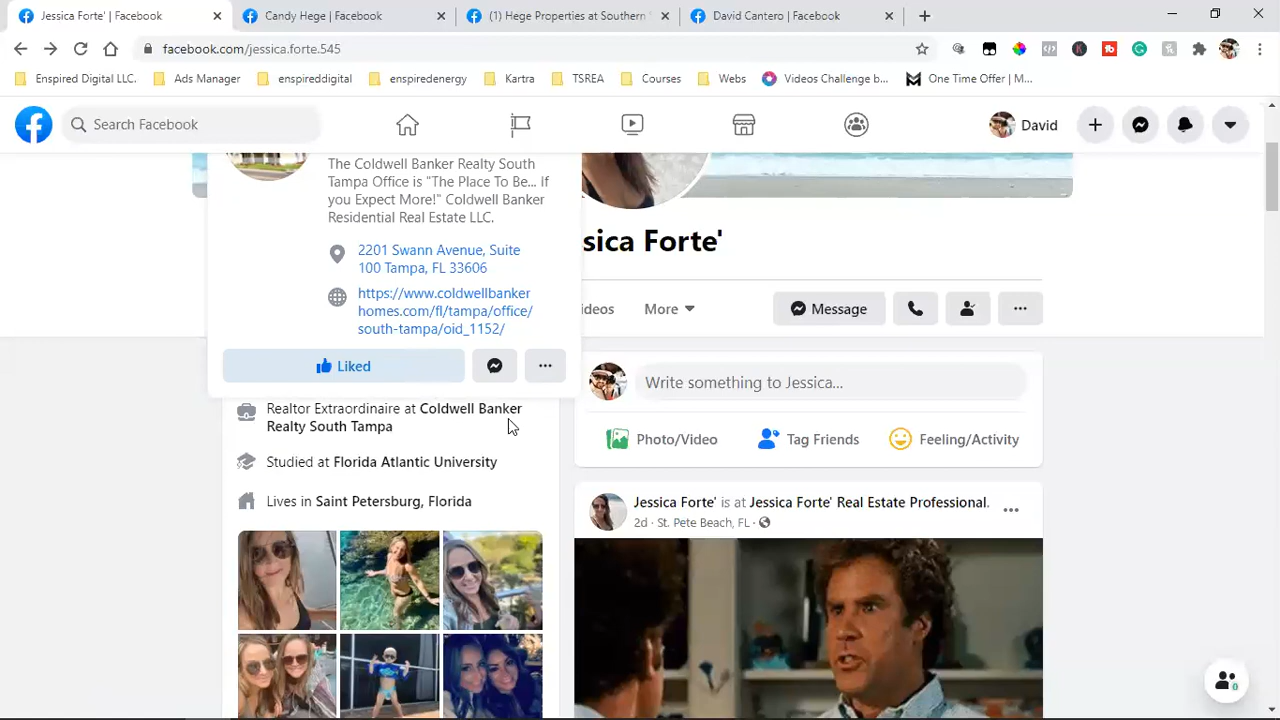 Jessica Forte' | Facebook
Candy Hege | Facebook
(1) Hege Properties at Southern
David Cantero | Facebook
facebook.com/jessica.forte.545
Enspired Digital LLC.
Ads Manager
enspireddigital
enspiredenergy
Kartra
TSREA
Courses
Webs
Videos Challenge b...
One Time Offer | M...
Search Facebook
David
The Coldwell Banker Realty South
Tampa Office is "The Place To Be... If
you Expect More!" Coldwell Banker
Residential Real Estate LLC.
2201 Swann Avenue, Suite
100 Tampa, FL 33606
https://www.coldwellbanker
homes.com/fl/tampa/office/
south-tampa/oid_1152/
Liked
sica Forte'
ideos
More
Message
Realtor Extraordinaire at Coldwell Banker
Realty South Tampa
Studied at Florida Atlantic University
Lives in Saint Petersburg, Florida
Write something to Jessica...
Photo/Video
Tag Friends
Feeling/Activity
Jessica Forte' is at Jessica Forte' Real Estate Professional.
2d · St. Pete Beach, FL ·
0